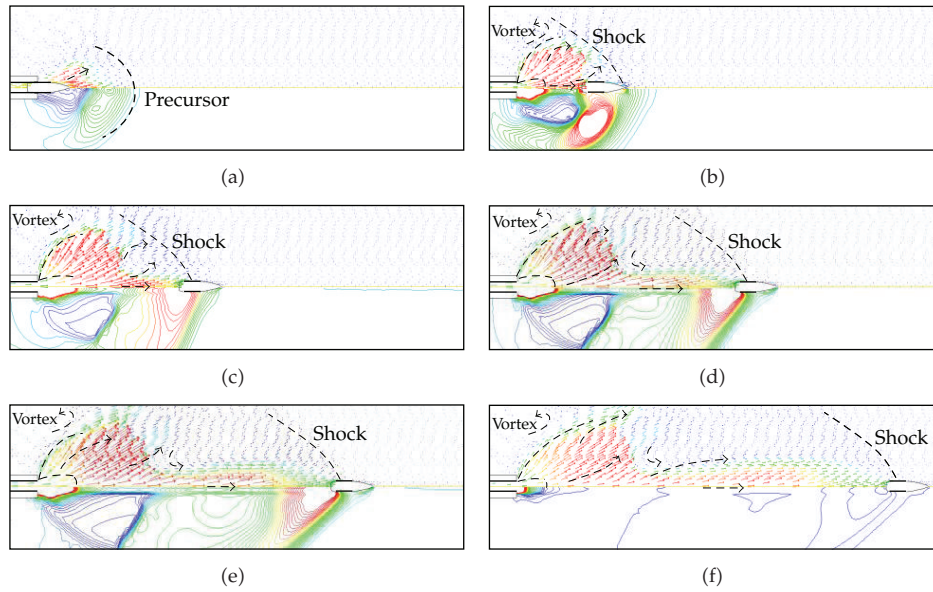 Precursor
(a)
Vortex
Shock
(b)
Vortex
Shock
(c)
Vortex
Shock
(d)
Vortex
Shock
(e)
Vortex
Shock
(f)